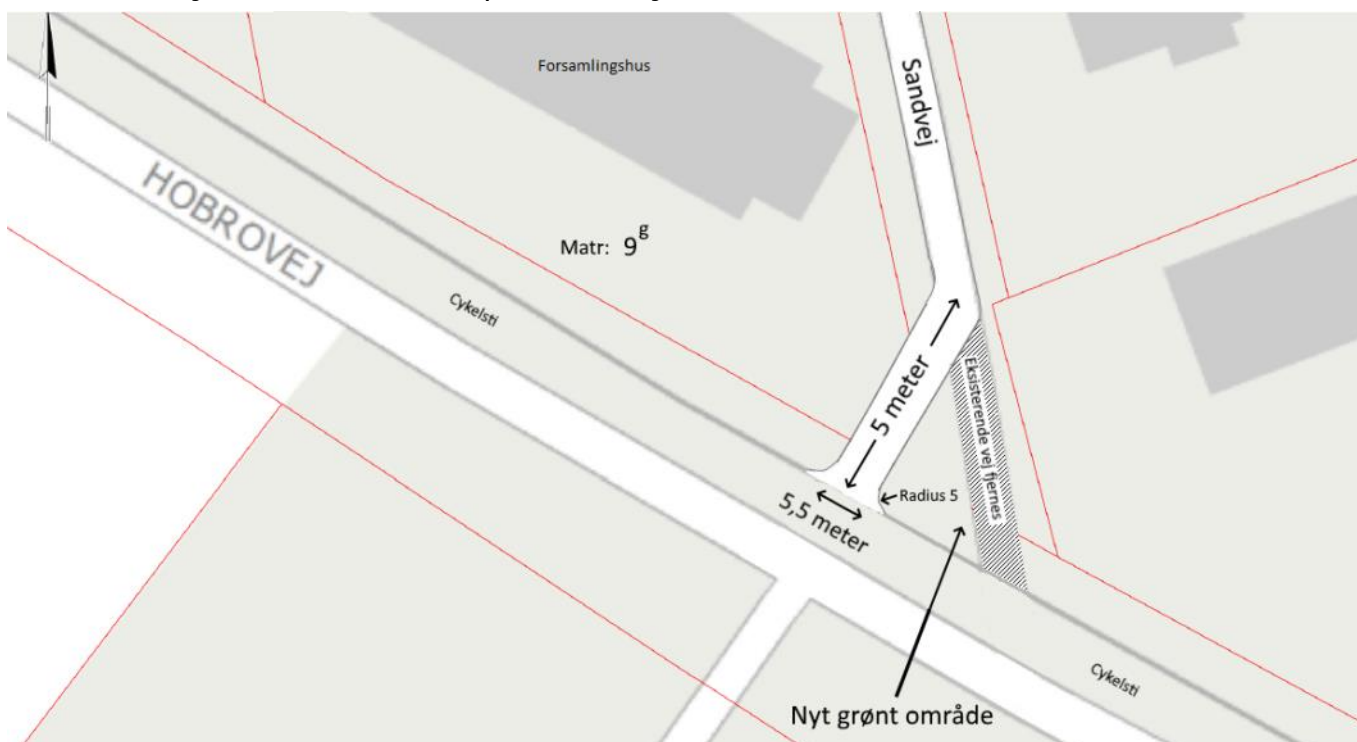 Forsamlingshus
Sandvej
HOBROVEJ
Matr: 9g
Cykelsti
5 meter
Eksisterende vej fjernes
Radius 5
5,5 meter
Cykelsti
Nyt grønt område